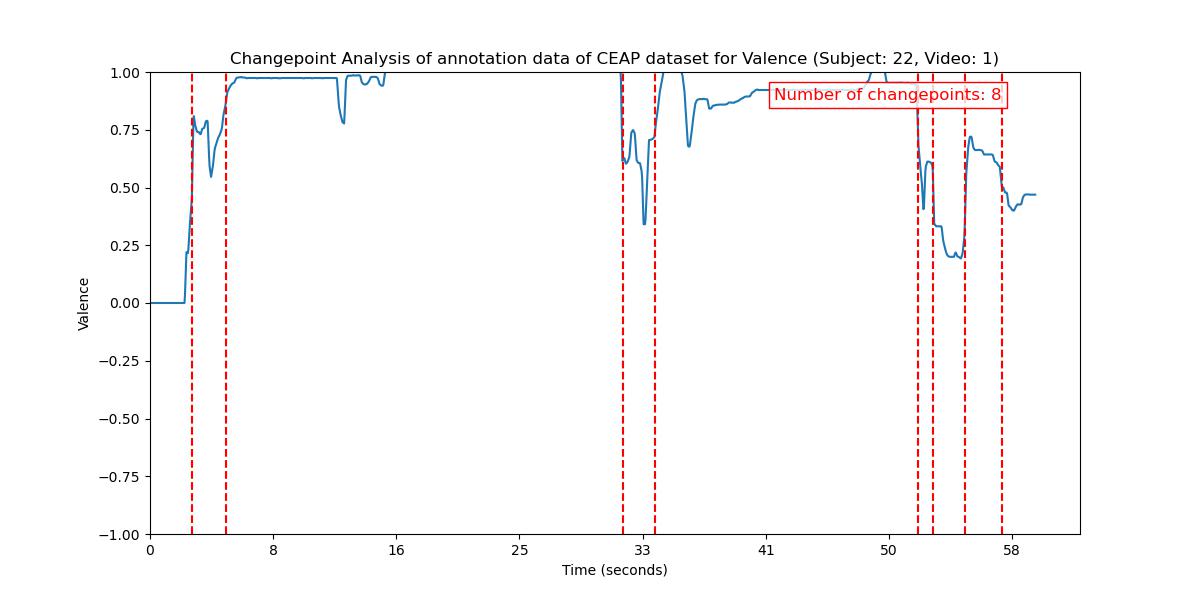 Changepoint Analysis of annotation data of CEAP dataset for Valence (Subject: 22, Video: 1)
Number of changepoints: 8
Valence
1.00
0.75
0.50
0.25
0.00
−0.25
−0.50
−0.75
−1.00
0 8 16 25 33 41 50 58
Time (seconds)